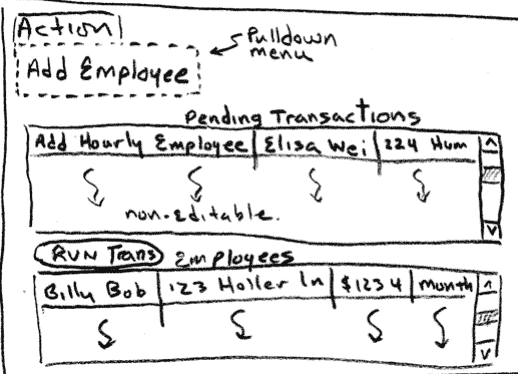 Action
Pulldown
menu
Add Employee
Pending Transactions
Add Hourly Employee Elisa Wei 224 Hum
non-editable.
RUN Trans Employees
Billy Bob 123 Holler Ln $1234 month